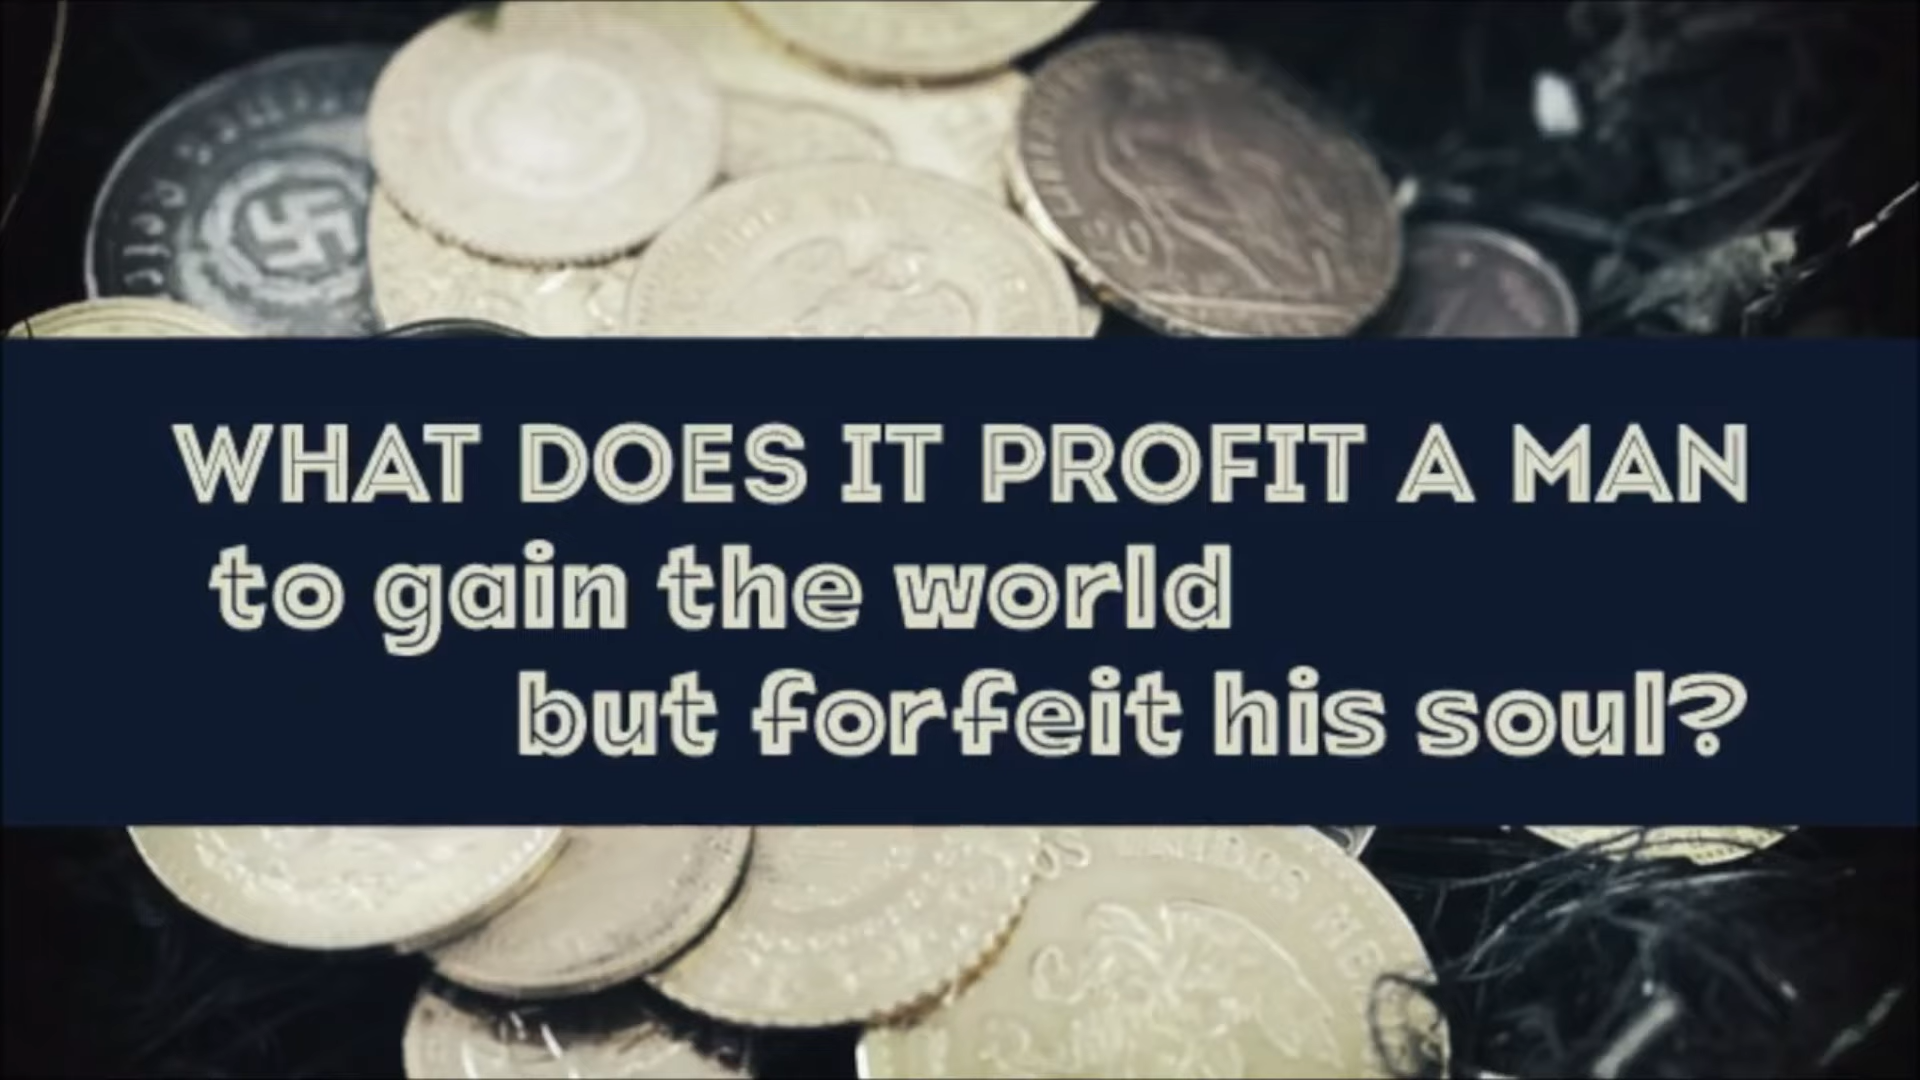 WHAT DOES IT PROFIT A MAN
to gain the world
but forfeit his soul?